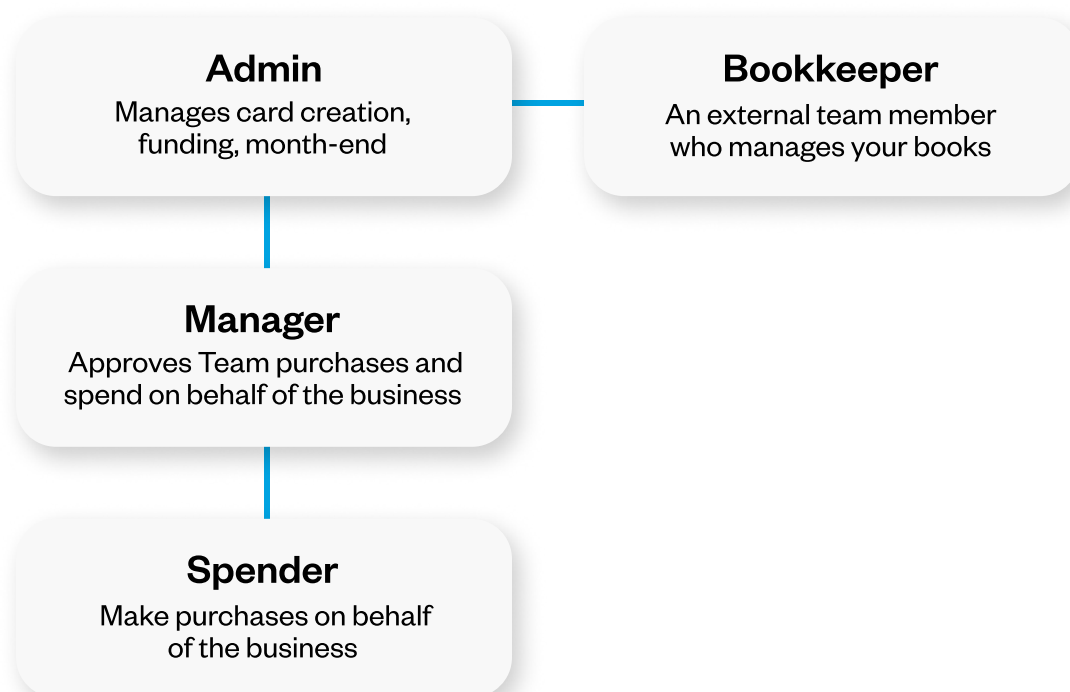 Admin
Manages card creation,
funding, month-end
Bookkeeper
An external team member
who manages your books
Manager
Approves Team purchases and
spend on behalf of the business
Spender
Make purchases on behalf
of the business